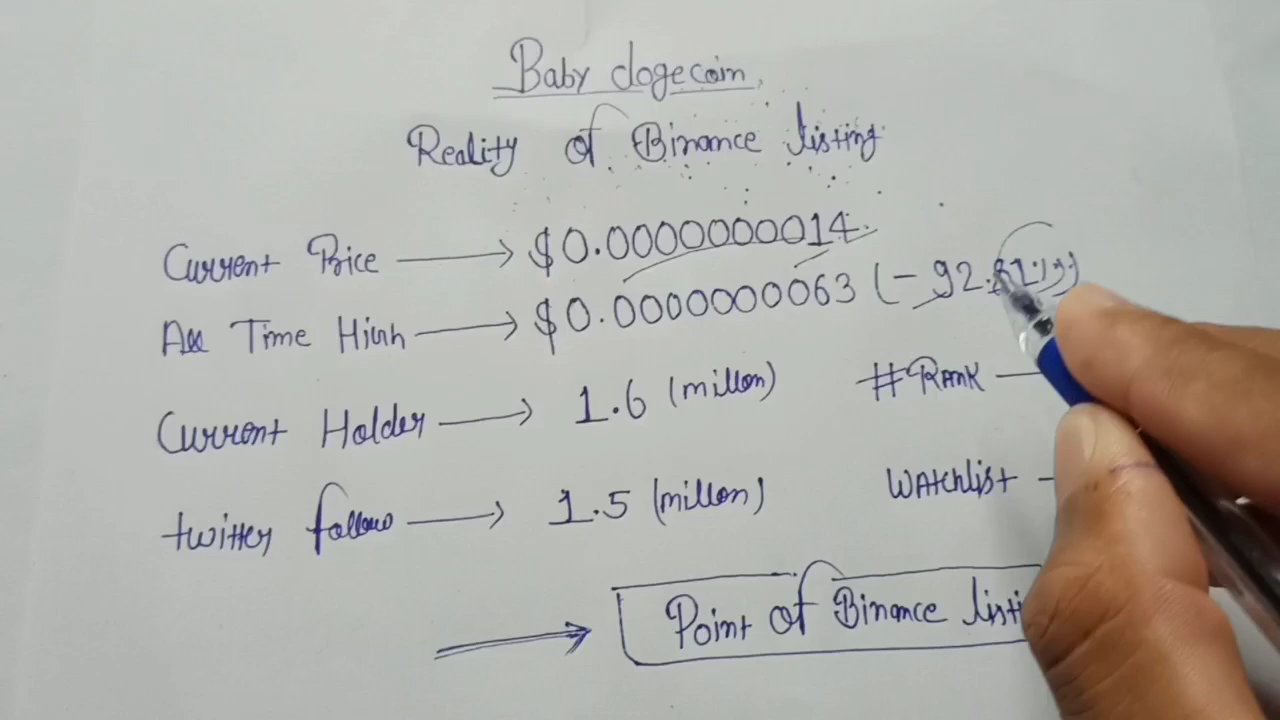 Baby dogecoin
Reality of Binance listing
Current Price → $0.0000000014
All Time High → $0.0000000063 (-92.
Current Holder → 1.6 (millon)
#Rank —
twitter follow → 1.5 (millon)
Watchlist -
→ Point of Binance listi